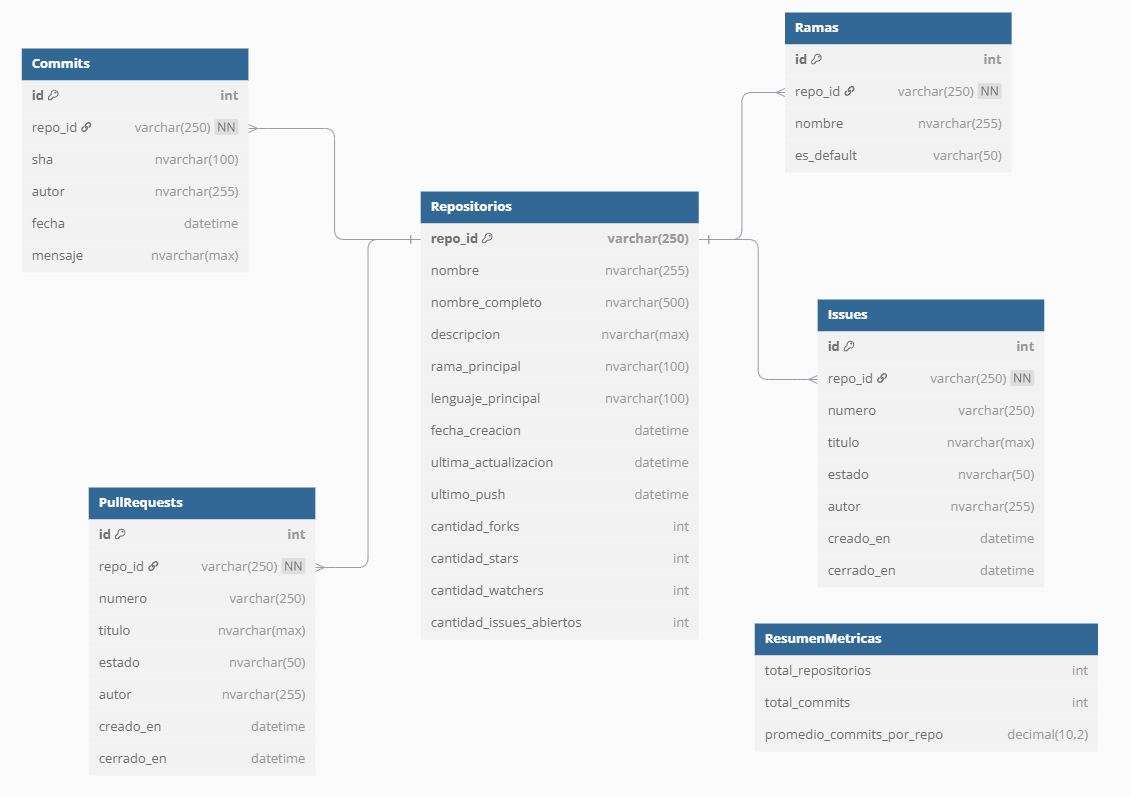 Commits
id int
repo_id varchar(250) NN
sha nvarchar(100)
autor nvarchar(255)
fecha datetime
mensaje nvarchar(max)
Ramas
id int
repo_id varchar(250) NN
nombre nvarchar(255)
es_default varchar(50)
Repositorios
repo_id varchar(250)
nombre nvarchar(255)
nombre_completo nvarchar(500)
descripcion nvarchar(max)
rama_principal nvarchar(100)
lenguaje_principal nvarchar(100)
fecha_creacion datetime
ultima_actualizacion datetime
ultimo_push datetime
cantidad_forks int
cantidad_stars int
cantidad_watchers int
cantidad_issues_abiertos int
Issues
id int
repo_id varchar(250) NN
numero varchar(250)
titulo nvarchar(max)
estado nvarchar(50)
autor nvarchar(255)
creado_en datetime
cerrado_en datetime
PullRequests
id int
repo_id varchar(250) NN
numero varchar(250)
titulo nvarchar(max)
estado nvarchar(50)
autor nvarchar(255)
creado_en datetime
cerrado_en datetime
ResumenMetricas
total_repositorios int
total_commits int
promedio_commits_por_repo decimal(10,2)